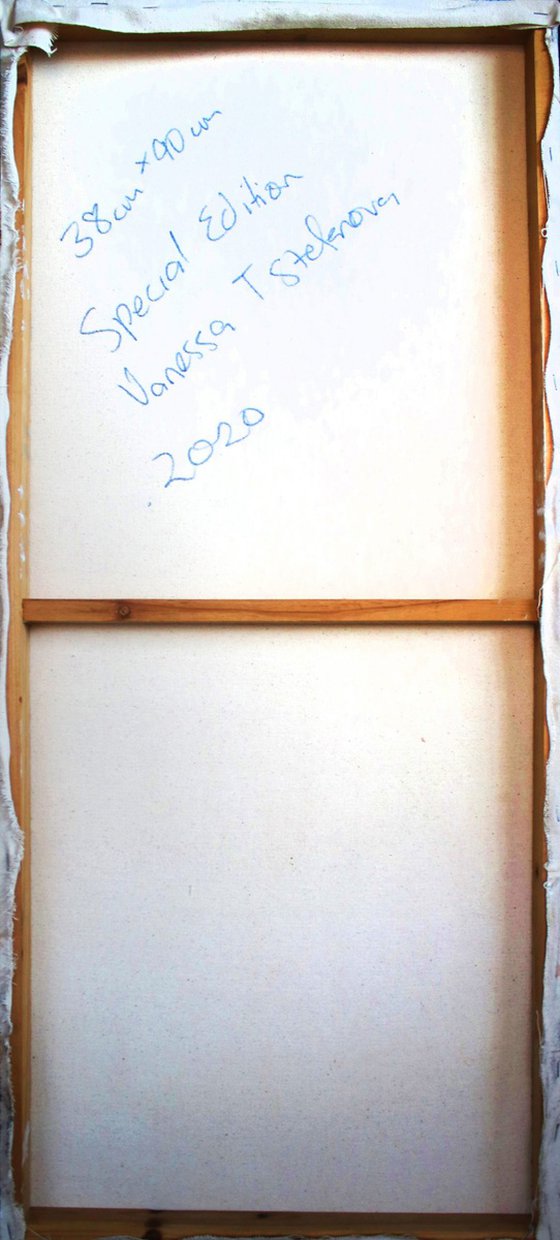 38cm x 90cm
Special Edition
Vanessa T Stefanova
2020